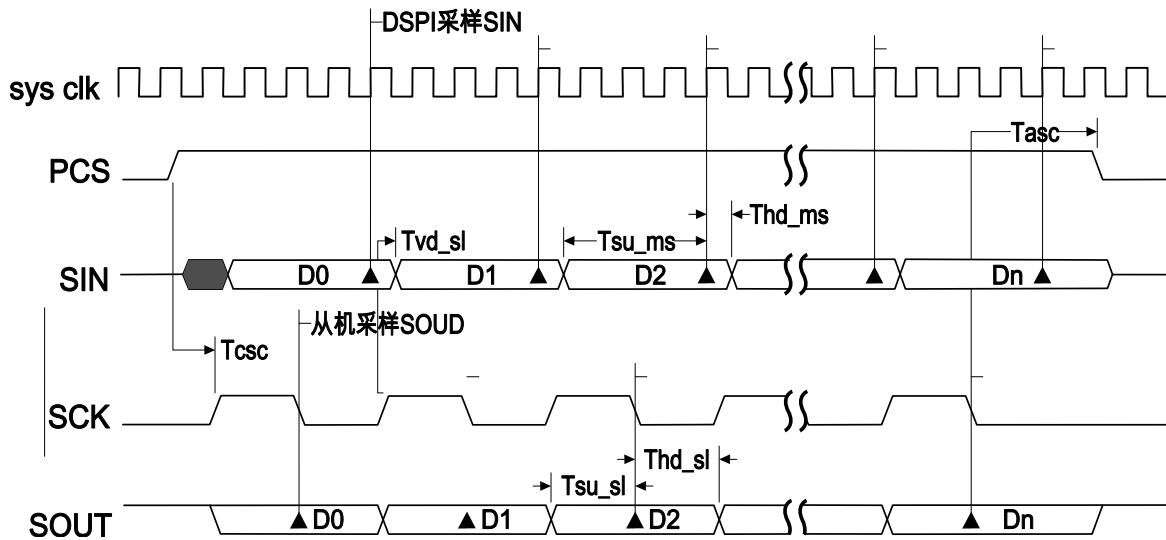 DSPI采样SIN
sys clk
Tasc
PCS
Thd_ms
Tvd_sl
Tsu_ms
SIN
D0
D1
D2
Dn
从机采样SOUD
Tcsc
SCK
Thd_sl
Tsu_sl
SOUT
D0
D1
D2
Dn